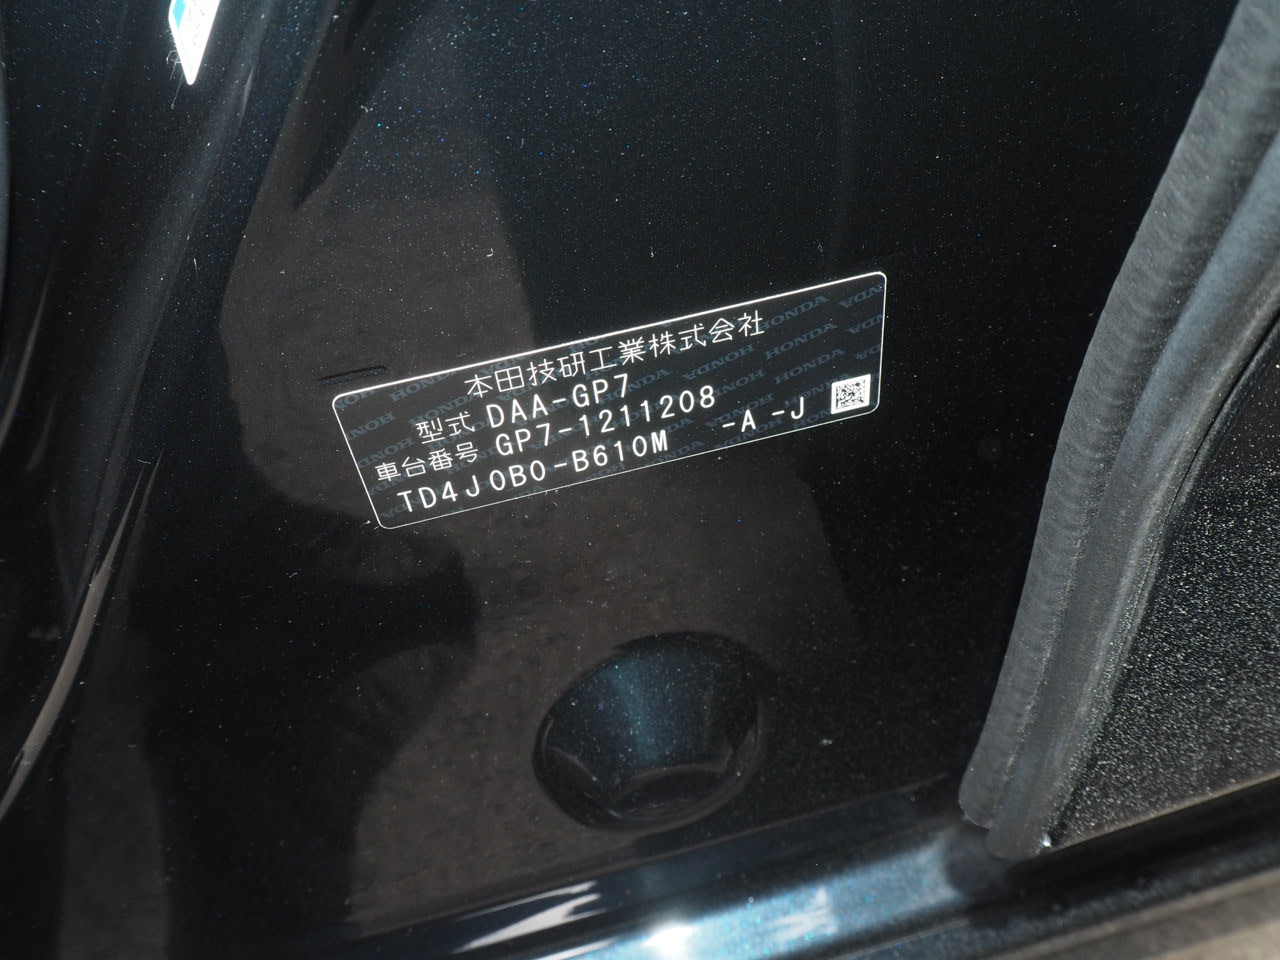 本田技研工業株式会社
型式 DAA-GP7
車台番号 GP7-1211208
TD4J0B0-B610M -A -J